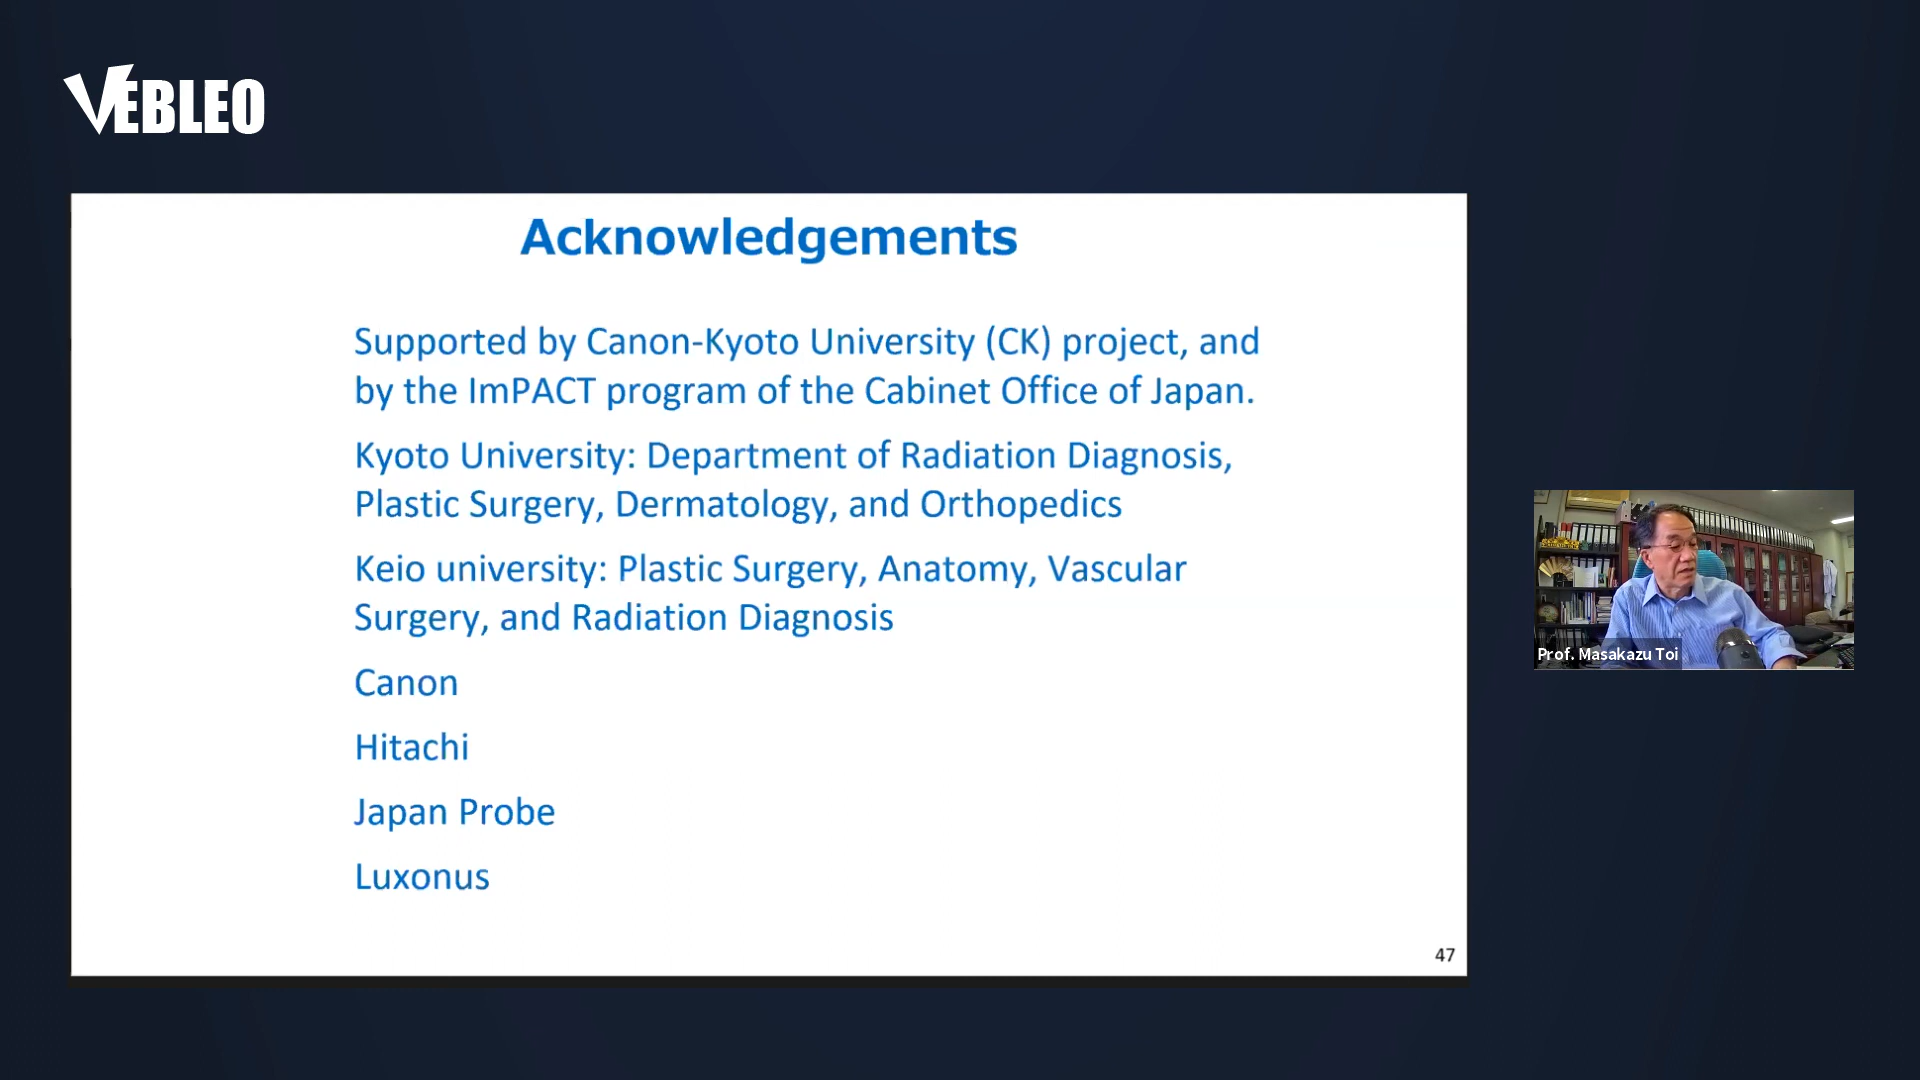 VEBLEO
Acknowledgements
Supported by Canon-Kyoto University (CK) project, and
by the ImPACT program of the Cabinet Office of Japan.
Kyoto University: Department of Radiation Diagnosis,
Plastic Surgery, Dermatology, and Orthopedics
Keio university: Plastic Surgery, Anatomy, Vascular
Surgery, and Radiation Diagnosis
Canon
Hitachi
Japan Probe
Luxonus
47
Prof. Masakazu Toi